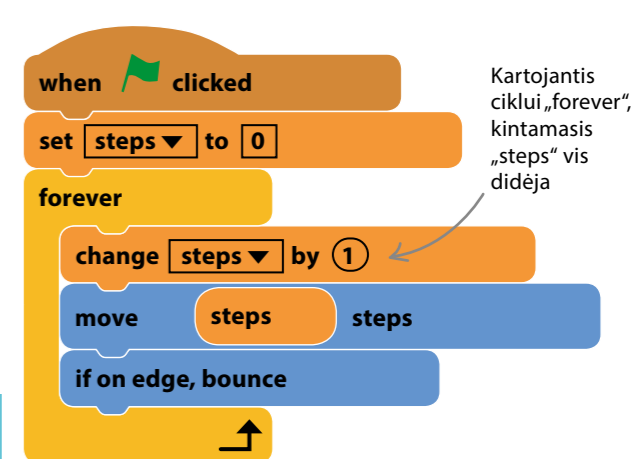 when clicked
set steps to 0
forever
change steps by 1
move steps steps
if on edge, bounce
Kartojantis
ciklui „forever“,
kintamasis
„steps“ vis
didėja